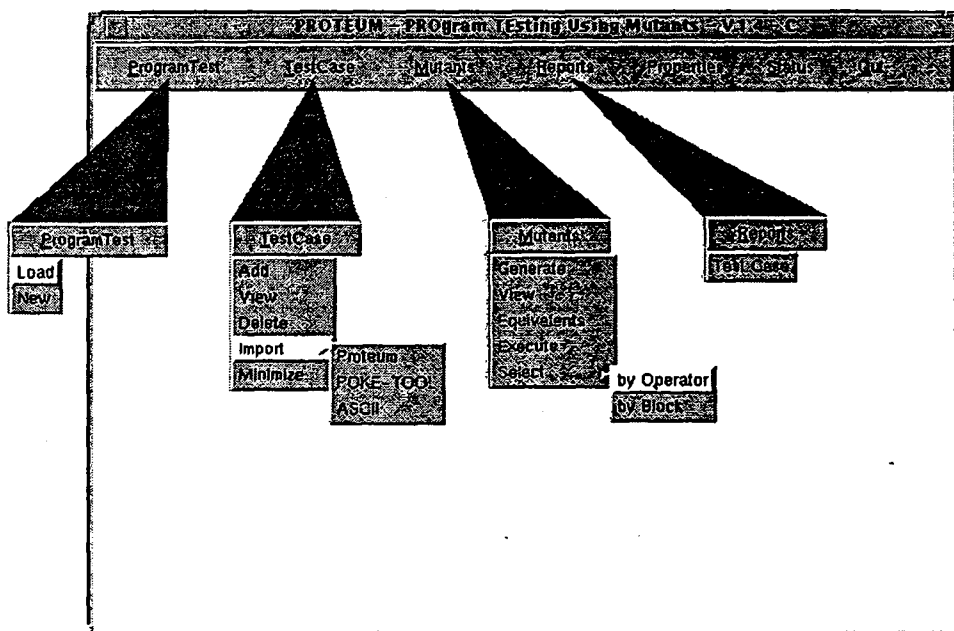 PROTEUM - PROgram TEsting Using Mutants - V1.4 - C
ProgramTest TestCase Mutants Reports Properties Status Quit
ProgramTest
Load
New
TestCase
Add
View
Delete
Import
Minimize
Proteum
POKE-TOOL
ASCII
Mutants
Generate
View
Equivalents
Execute
Select
by Operator
by Block
Reports
Test Case